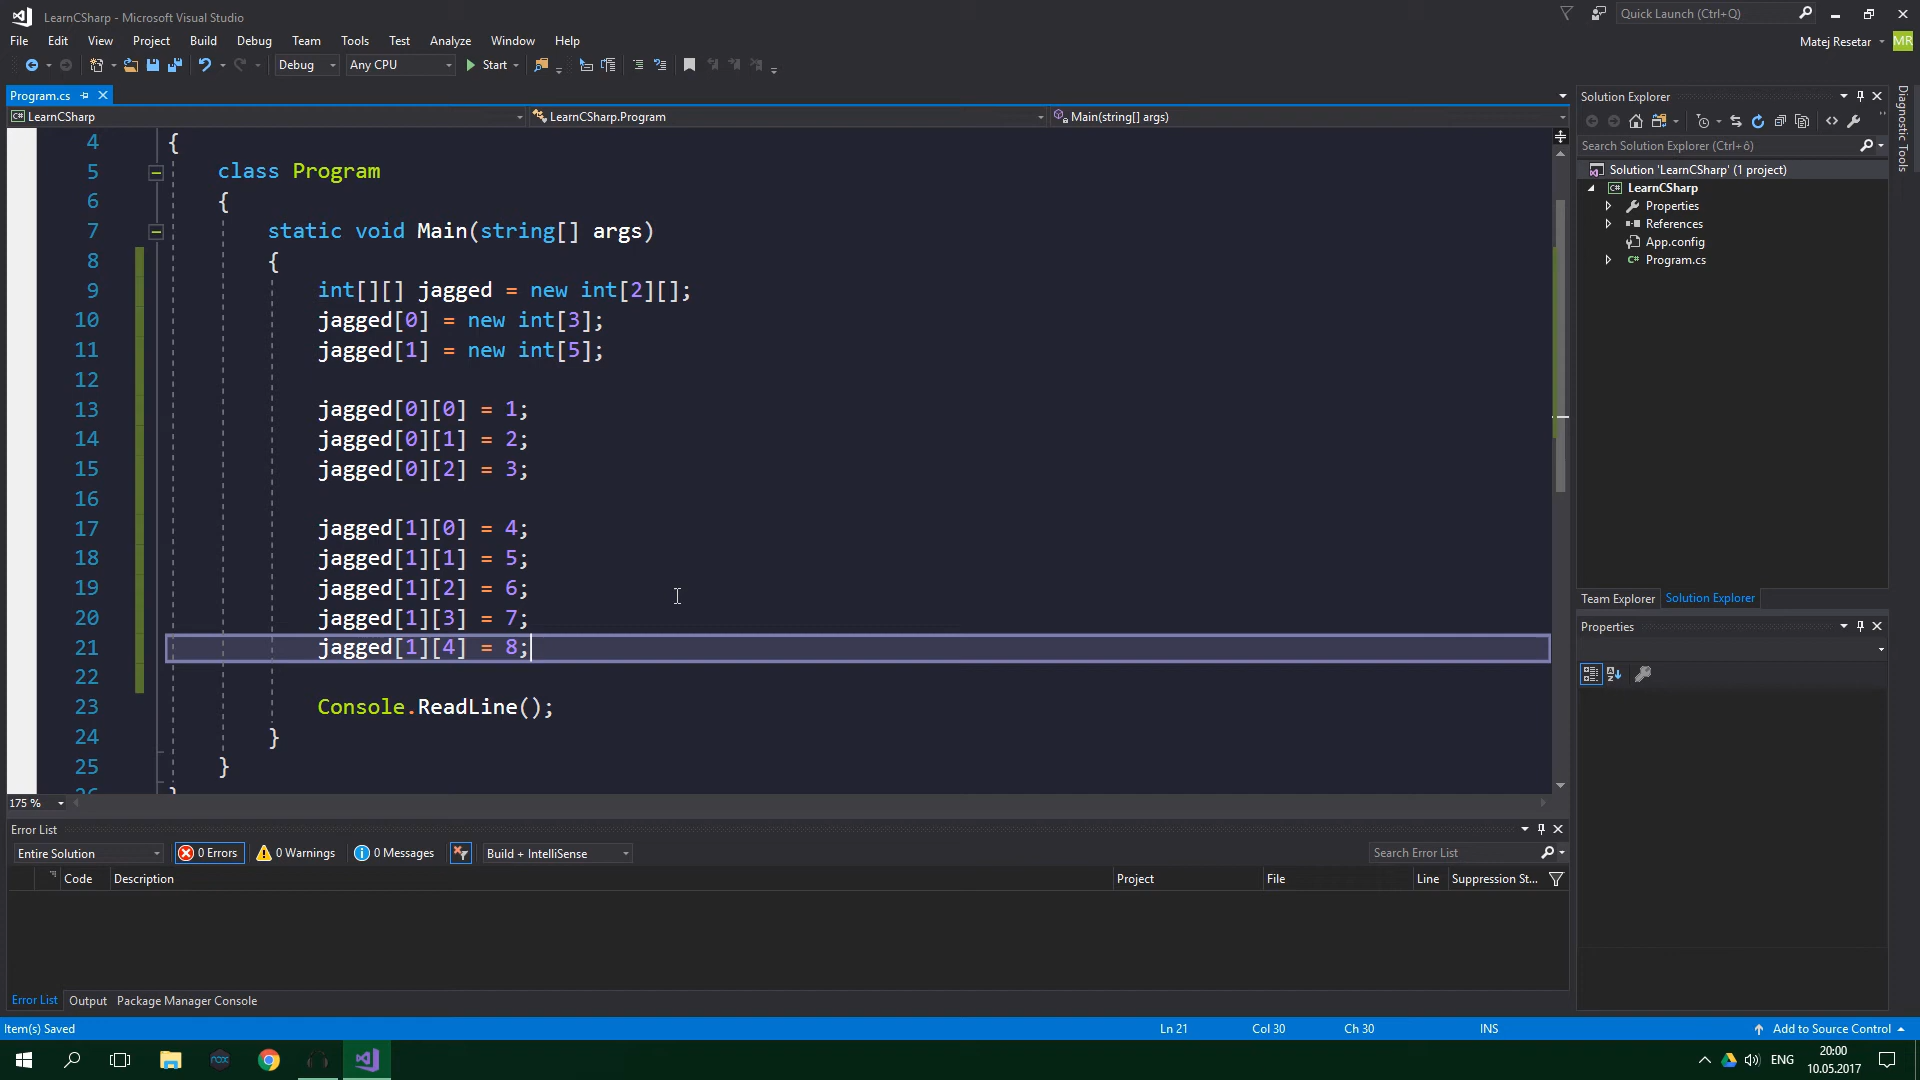 LearnCSharp - Microsoft Visual Studio
Quick Launch (Ctrl+Q)
File Edit View Project Build Debug Team Tools Test Analyze Window Help
Matej Resetar MR
Debug Any CPU Start
Program.cs
LearnCSharp LearnCSharp.Program Main(string[] args)
4 {
5 class Program
6 {
7 static void Main(string[] args)
8 {
9 int[][] jagged = new int[2][];
10 jagged[0] = new int[3];
11 jagged[1] = new int[5];
12
13 jagged[0][0] = 1;
14 jagged[0][1] = 2;
15 jagged[0][2] = 3;
16
17 jagged[1][0] = 4;
18 jagged[1][1] = 5;
19 jagged[1][2] = 6;
20 jagged[1][3] = 7;
21 jagged[1][4] = 8;
22
23 Console.ReadLine();
24 }
25 }
26 }
175 %
Solution Explorer
Search Solution Explorer (Ctrl+ô)
Solution 'LearnCSharp' (1 project)
LearnCSharp
Properties
References
App.config
Program.cs
Team Explorer Solution Explorer
Properties
Diagnostic Tools
Error List
Entire Solution 0 Errors 0 Warnings 0 Messages Build + IntelliSense Search Error List
Code Description Project File Line Suppression St...
Error List Output Package Manager Console
Item(s) Saved Ln 21 Col 30 Ch 30 INS Add to Source Control
nox
ENG
20:00
10.05.2017